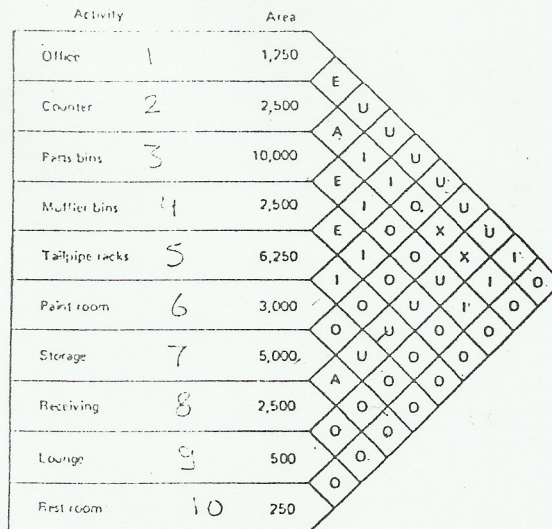 Activity Area
Office 1 1,250
E
Counter 2 2,500 U
A U
Parts bins 3 10,000 I U
E I U
Muffler bins 4 2,500 I O U
E O X U
Tailpipe racks 5 6,250 I O X I
I O U I O
Paint room 6 3,000 O U I O
O U O O
Storage 7 5,000 U O O
A O O
Receiving 8 2,500 O O
O O
Lounge 9 500 O
O
Rest room 10 250